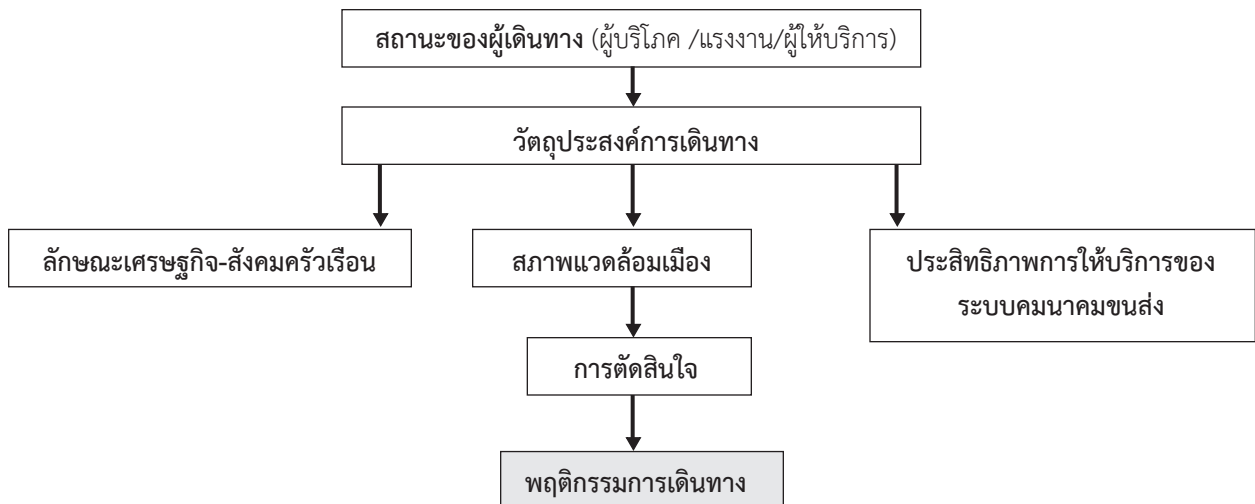 สถานะของผู้เดินทาง (ผู้บริโภค /แรงงาน/ผู้ให้บริการ)
วัตถุประสงค์การเดินทาง
ลักษณะเศรษฐกิจ-สังคมครัวเรือน
สภาพแวดล้อมเมือง
ประสิทธิภาพการให้บริการของ
ระบบคมนาคมขนส่ง
การตัดสินใจ
พฤติกรรมการเดินทาง